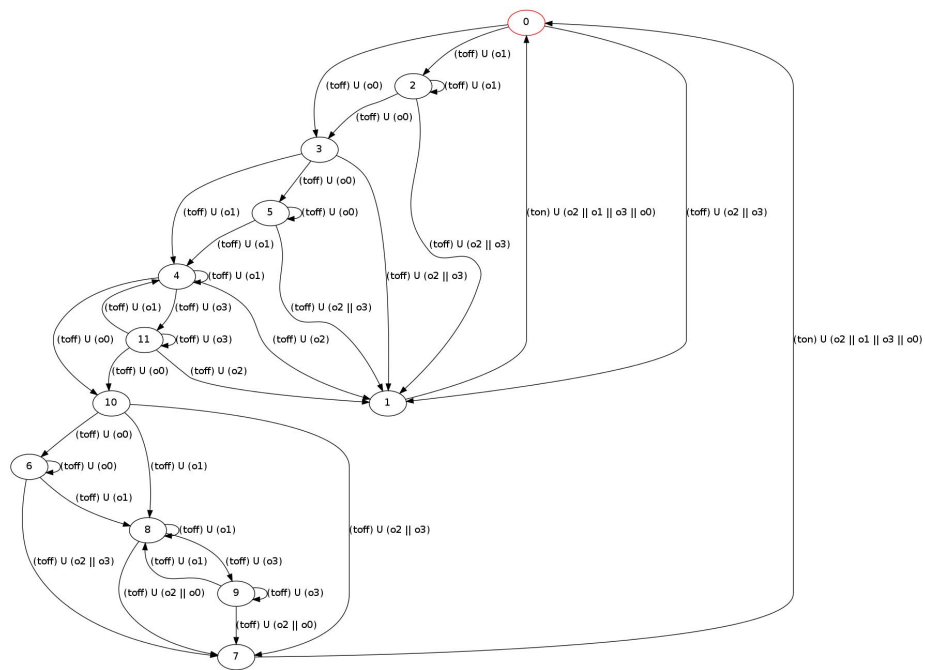 0
(toff) U (o1)
(toff) U (o0)
2
(toff) U (o1)
(toff) U (o0)
3
(toff) U (o0)
(toff) U (o1)
5
(toff) U (o0)
(ton) U (o2 || o1 || o3 || o0)
(toff) U (o2 || o3)
(toff) U (o1)
(toff) U (o2 || o3)
4
(toff) U (o1)
(toff) U (o2 || o3)
(toff) U (o1)
(toff) U (o3)
(toff) U (o2 || o3)
(toff) U (o0)
11
(toff) U (o3)
(toff) U (o2)
(ton) U (o2 || o1 || o3 || o0)
(toff) U (o0)
(toff) U (o2)
10
1
(toff) U (o0)
6
(toff) U (o0)
(toff) U (o1)
(toff) U (o1)
8
(toff) U (o1)
(toff) U (o2 || o3)
(toff) U (o2 || o3)
(toff) U (o1)
(toff) U (o3)
(toff) U (o2 || o0)
9
(toff) U (o3)
(toff) U (o2 || o0)
7